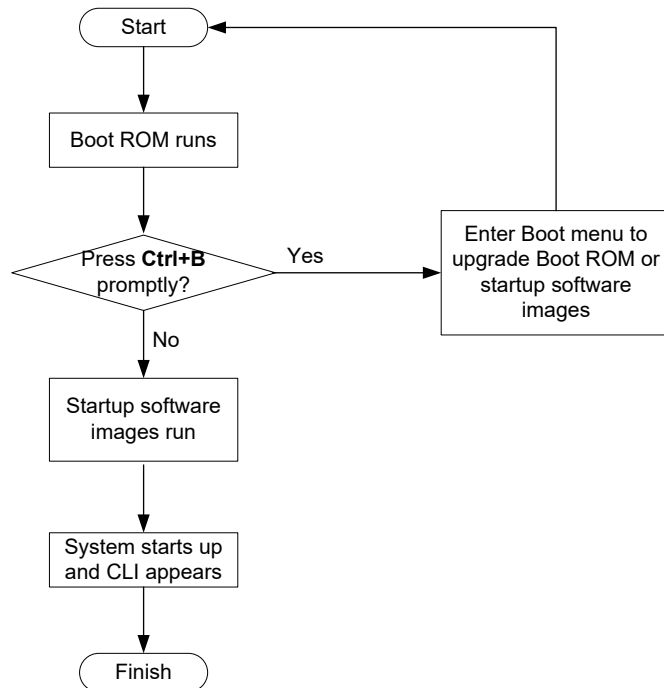 Start
Boot ROM runs
Press Ctrl+B
promptly?
Yes
Enter Boot menu to
upgrade Boot ROM or
startup software
images
No
Startup software
images run
System starts up
and CLI appears
Finish